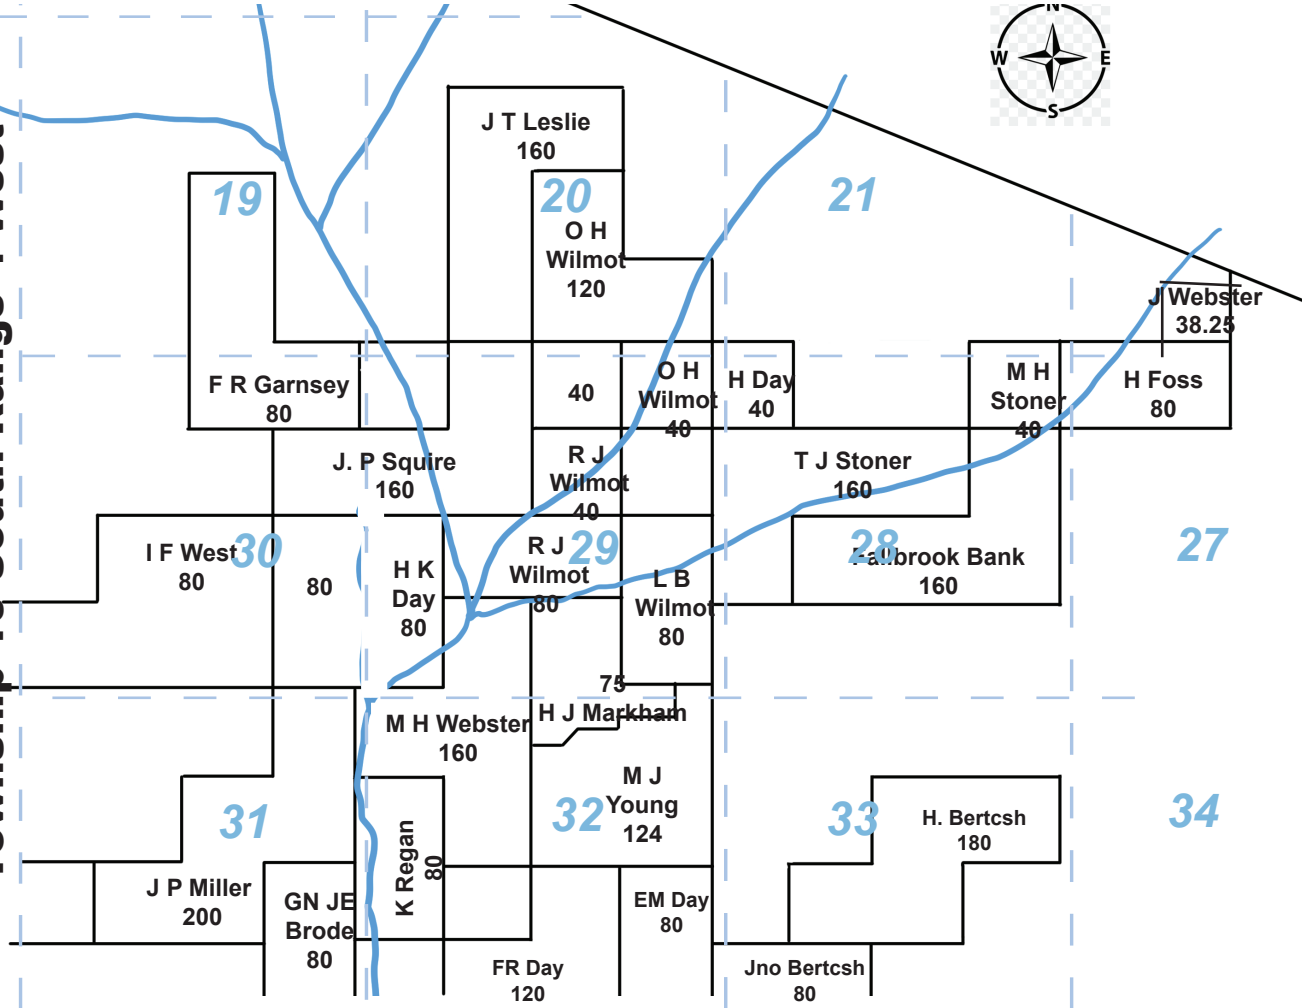 N
W E
S
J T Leslie
160
19
20
21
O H
Wilmot
120
J Webster
38.25
F R Garnsey
80
40
O H
Wilmot
40
H Day
40
M H
Stoner
40
H Foss
80
J. P Squire
160
R J
Wilmot
40
T J Stoner
160
I F West
80
30
80
H K
Day
80
R J
Wilmot
80
29
L B
Wilmot
80
28
Fallbrook Bank
160
27
75
H J Markham
M H Webster
160
M J
Young
124
31
32
33
34
H. Bertcsh
180
K Regan
80
J P Miller
200
GN JE
Brode
80
EM Day
80
FR Day
120
Jno Bertcsh
80